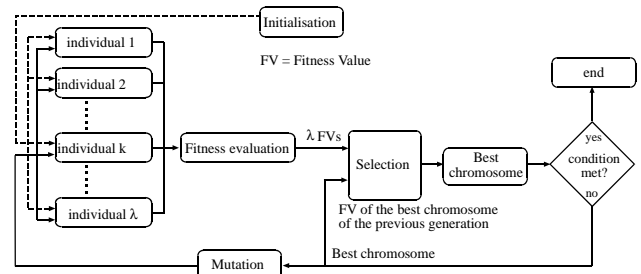 Initialisation
individual 1
FV = Fitness Value
individual 2
end
individual k
Fitness evaluation
λ FVs
Selection
Best
chromosome
yes
condition
met?
no
individual λ
FV of the best chromosome
of the previous generation
Best chromosome
Mutation